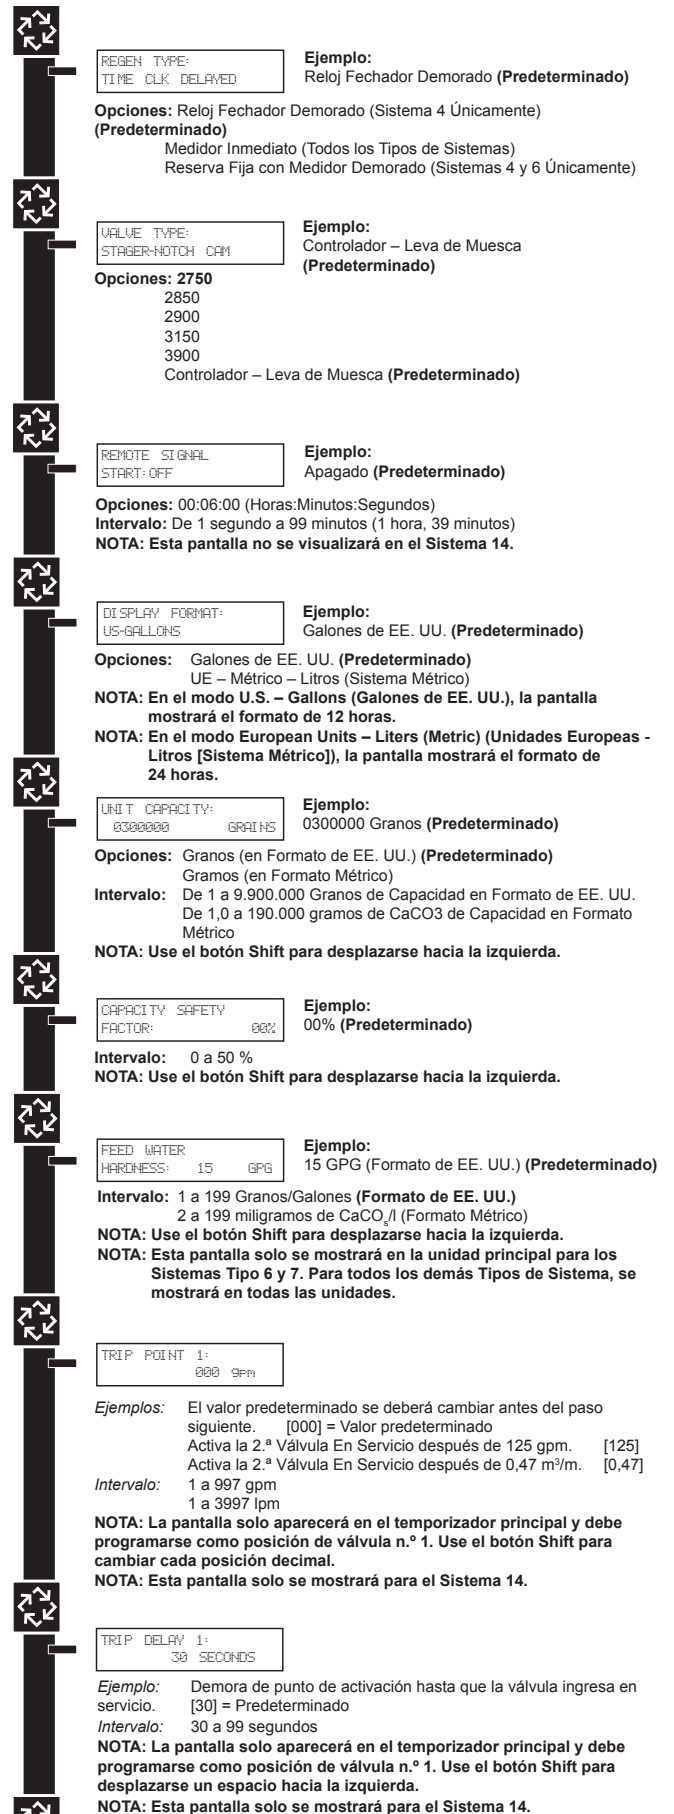 REGEN TYPE:
TIME CLK DELAYED
Ejemplo:
Reloj Fechador Demorado (Predeterminado)
Opciones: Reloj Fechador Demorado (Sistema 4 Únicamente)
(Predeterminado)
Medidor Inmediato (Todos los Tipos de Sistemas)
Reserva Fija con Medidor Demorado (Sistemas 4 y 6 Únicamente)
VALVE TYPE:
STAGER-NOTCH CAM
Ejemplo:
Controlador – Leva de Muesca
(Predeterminado)
Opciones: 2750
2850
2900
3150
3900
Controlador – Leva de Muesca (Predeterminado)
REMOTE SIGNAL
START:OFF
Ejemplo:
Apagado (Predeterminado)
Opciones: 00:06:00 (Horas:Minutos:Segundos)
Intervalo: De 1 segundo a 99 minutos (1 hora, 39 minutos)
NOTA: Esta pantalla no se visualizará en el Sistema 14.
DISPLAY FORMAT:
US-GALLONS
Ejemplo:
Galones de EE. UU. (Predeterminado)
Opciones: Galones de EE. UU. (Predeterminado)
UE – Métrico – Litros (Sistema Métrico)
NOTA: En el modo U.S. – Gallons (Galones de EE. UU.), la pantalla
mostrará el formato de 12 horas.
NOTA: En el modo European Units – Liters (Metric) (Unidades Europeas -
Litros [Sistema Métrico]), la pantalla mostrará el formato de
24 horas.
UNIT CAPACITY:
0300000 GRAINS
Ejemplo:
0300000 Granos (Predeterminado)
Opciones: Granos (en Formato de EE. UU.) (Predeterminado)
Gramos (en Formato Métrico)
Intervalo: De 1 a 9.900.000 Granos de Capacidad en Formato de EE. UU.
De 1,0 a 190.000 gramos de CaCO3 de Capacidad en Formato
Métrico
NOTA: Use el botón Shift para desplazarse hacia la izquierda.
CAPACITY SAFETY
FACTOR: 00%
Ejemplo:
00% (Predeterminado)
Intervalo: 0 a 50 %
NOTA: Use el botón Shift para desplazarse hacia la izquierda.
FEED WATER
HARDNESS: 15 GPG
Ejemplo:
15 GPG (Formato de EE. UU.) (Predeterminado)
Intervalo: 1 a 199 Granos/Galones (Formato de EE. UU.)
2 a 199 miligramos de CaCOs/l (Formato Métrico)
NOTA: Use el botón Shift para desplazarse hacia la izquierda.
NOTA: Esta pantalla solo se mostrará en la unidad principal para los
Sistemas Tipo 6 y 7. Para todos los demás Tipos de Sistema, se
mostrará en todas las unidades.
TRIP POINT 1:
000 gpm
Ejemplos: El valor predeterminado se deberá cambiar antes del paso
siguiente. [000] = Valor predeterminado
Activa la 2.ª Válvula En Servicio después de 125 gpm. [125]
Activa la 2.ª Válvula En Servicio después de 0,47 m³/m. [0,47]
Intervalo: 1 a 997 gpm
1 a 3997 lpm
NOTA: La pantalla solo aparecerá en el temporizador principal y debe
programarse como posición de válvula n.º 1. Use el botón Shift para
cambiar cada posición decimal.
NOTA: Esta pantalla solo se mostrará para el Sistema 14.
TRIP DELAY 1:
30 SECONDS
Ejemplo: Demora de punto de activación hasta que la válvula ingresa en
servicio. [30] = Predeterminado
Intervalo: 30 a 99 segundos
NOTA: La pantalla solo aparecerá en el temporizador principal y debe
programarse como posición de válvula n.º 1. Use el botón Shift para
desplazarse un espacio hacia la izquierda.
NOTA: Esta pantalla solo se mostrará para el Sistema 14.